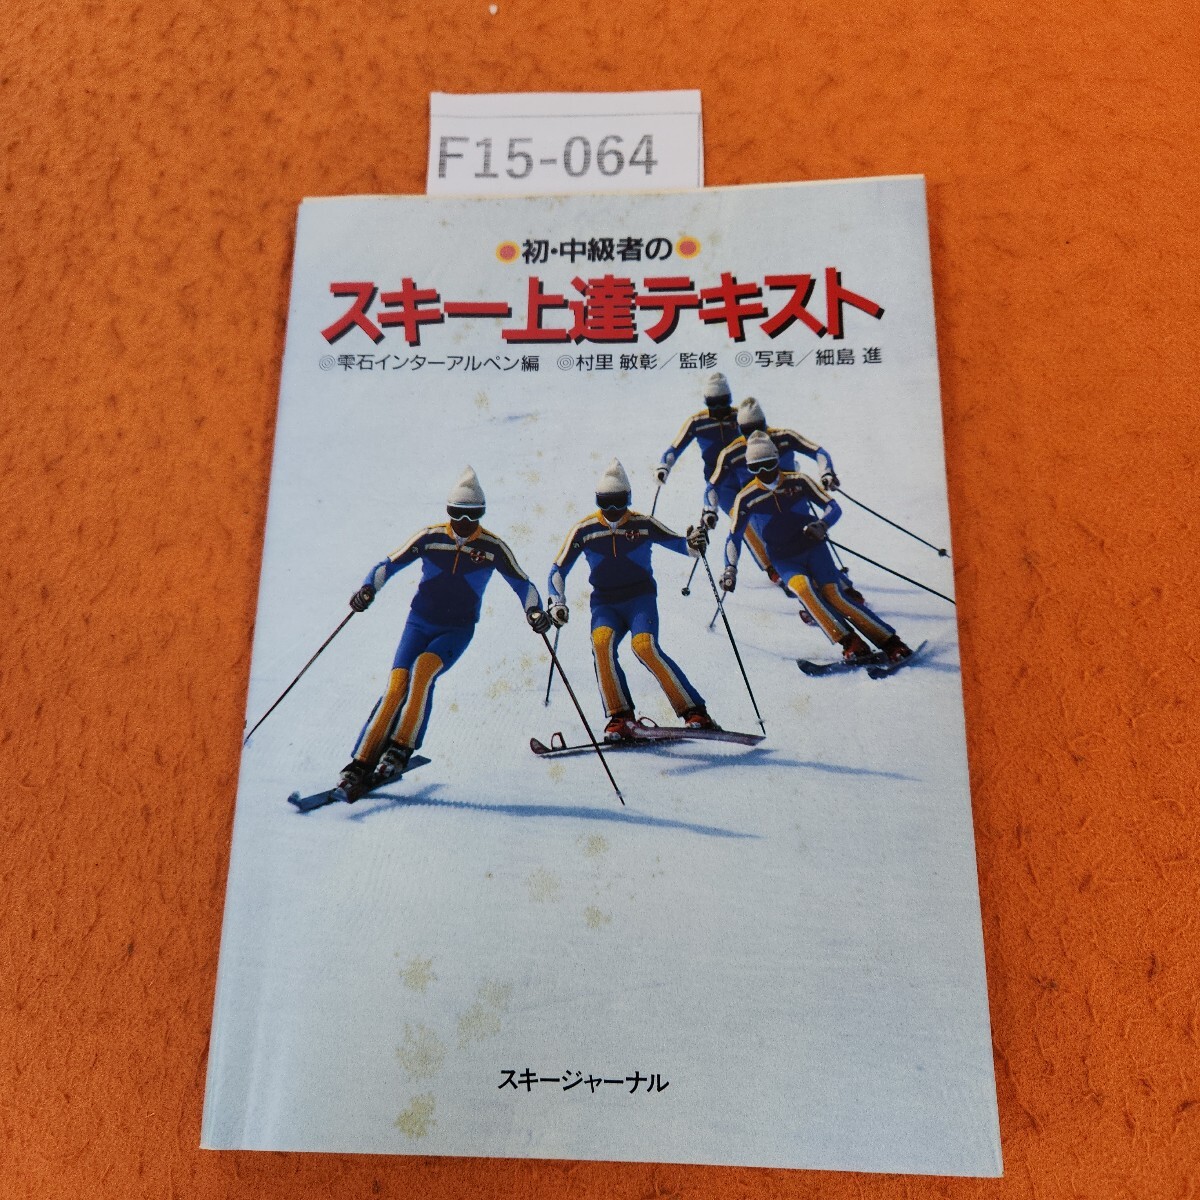 F15-064
初・中級者の
スキー上達テキスト
◎雫石インターアルペン編 ◎村里 敏彰／監修 ◎写真／細島 進
スキージャーナル